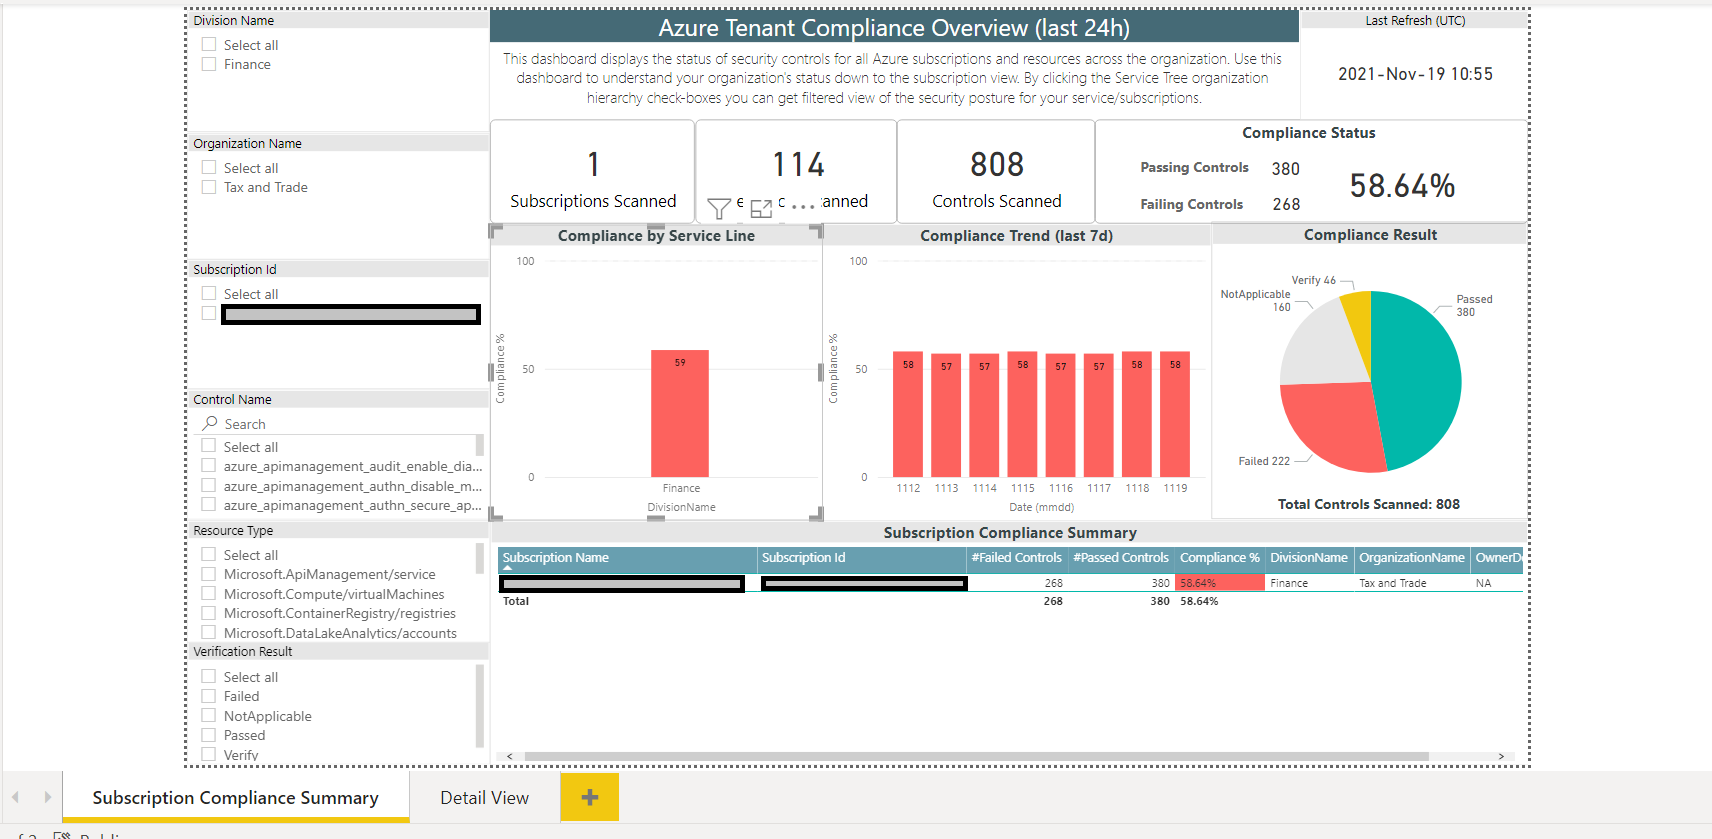 Division Name
Select all
Finance
Organization Name
Select all
Tax and Trade
Subscription Id
Select all
Control Name
Search
Select all
azure_apimanagement_audit_enable_dia...
azure_apimanagement_authn_disable_m...
azure_apimanagement_authn_secure_ap...
Resource Type
Select all
Microsoft.ApiManagement/service
Microsoft.Compute/virtualMachines
Microsoft.ContainerRegistry/registries
Microsoft.DataLakeAnalytics/accounts
Verification Result
Select all
Failed
NotApplicable
Passed
Verify
Azure Tenant Compliance Overview (last 24h)
This dashboard displays the status of security controls for all Azure subscriptions and resources across the organization. Use this
dashboard to understand your organization's status down to the subscription view. By clicking the Service Tree organization
hierarchy check-boxes you can get filtered view of the security posture for your service/subscriptions.
Last Refresh (UTC)
2021-Nov-19 10:55
1
Subscriptions Scanned
114
anned
808
Controls Scanned
Compliance Status
Passing Controls 380
Failing Controls 268
58.64%
Compliance by Service Line
Compliance %
100
50
0
59
Finance
DivisionName
Compliance Trend (last 7d)
Compliance %
100
50
0
58 57 57 58 57 57 58 58
1112 1113 1114 1115 1116 1117 1118 1119
Date (mmdd)
Compliance Result
Verify 46
NotApplicable
160
Passed
380
Failed 222
Total Controls Scanned: 808
Subscription Compliance Summary
Subscription Name Subscription Id #Failed Controls #Passed Controls Compliance % DivisionName OrganizationName OwnerD
268 380 58.64% Finance Tax and Trade NA
Total 268 380 58.64%
Subscription Compliance Summary Detail View +